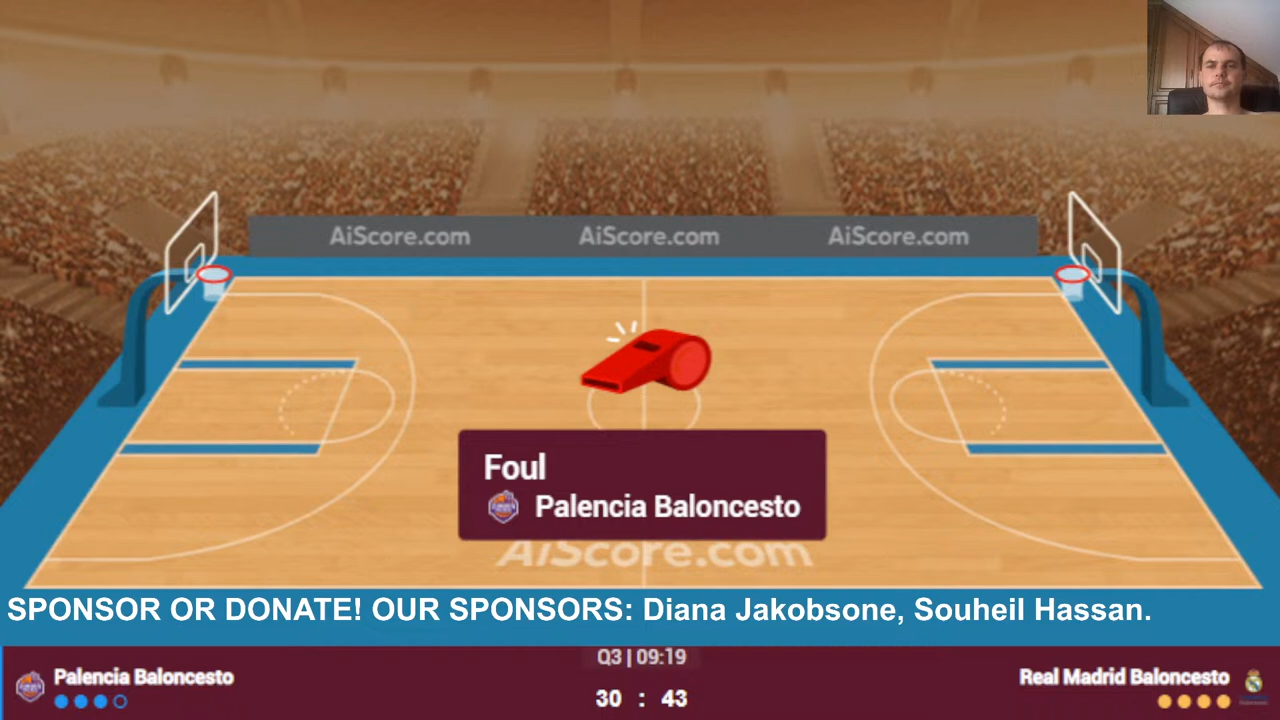 AiScore.com AiScore.com AiScore.com
Foul
Palencia Baloncesto
AiScore.com
SPONSOR OR DONATE! OUR SPONSORS: Diana Jakobsone, Souheil Hassan.
Q3 | 09:19
Palencia Baloncesto
Real Madrid Baloncesto
30 : 43